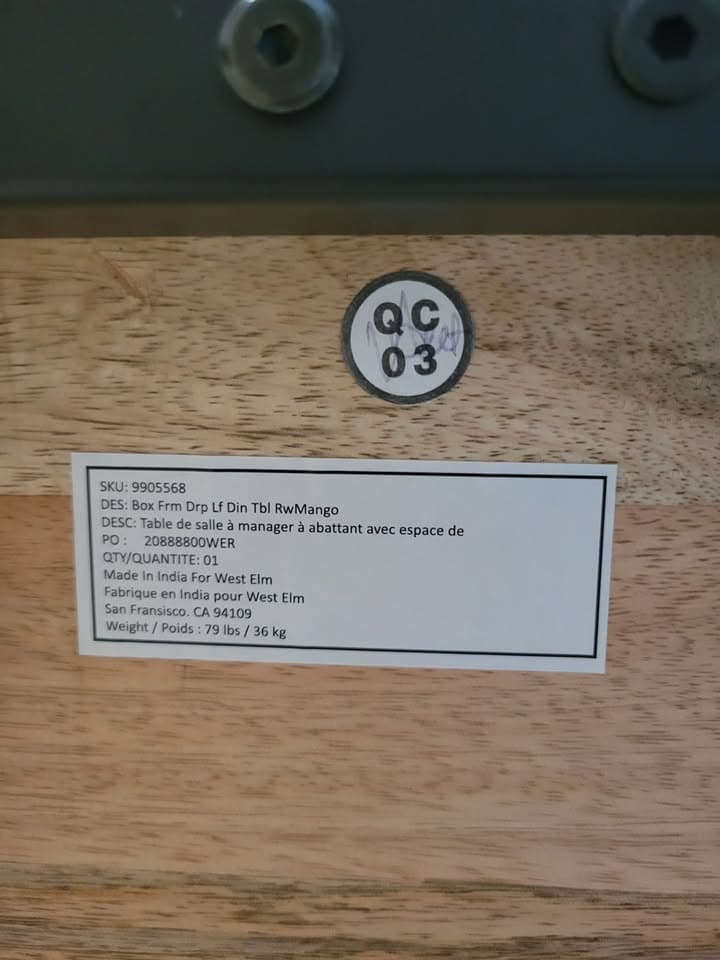 QC
03
SKU: 9905568
DES: Box Frm Drp Lf Din Tbl RwMango
DESC: Table de salle à manager à abattant avec espace de
PO : 20888800WER
QTY/QUANTITE: 01
Made In India For West Elm
Fabrique en India pour West Elm
San Fransisco. CA 94109
Weight / Poids : 79 lbs / 36 kg